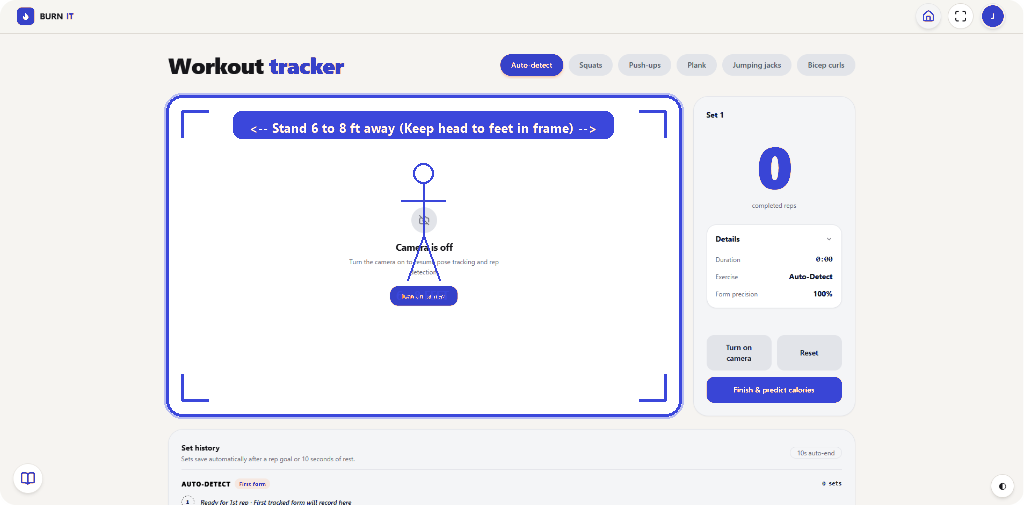 BURN IT
J
Workout tracker
Auto-detect
Squats
Push-ups
Plank
Jumping jacks
Bicep curls
<-- Stand 6 to 8 ft away (Keep head to feet in frame) -->
Camera is off
Turn the camera on to resume pose tracking and rep
detection.
Set 1
0
completed reps
Details
Duration 0:00
Exercise Auto-Detect
Form precision 100%
Turn on
camera
Reset
Finish & predict calories
Set history
Sets save automatically after a rep goal or 10 seconds of rest.
10s auto-end
AUTO-DETECT First form
0 sets
1 Ready for 1st rep · First tracked form will record here